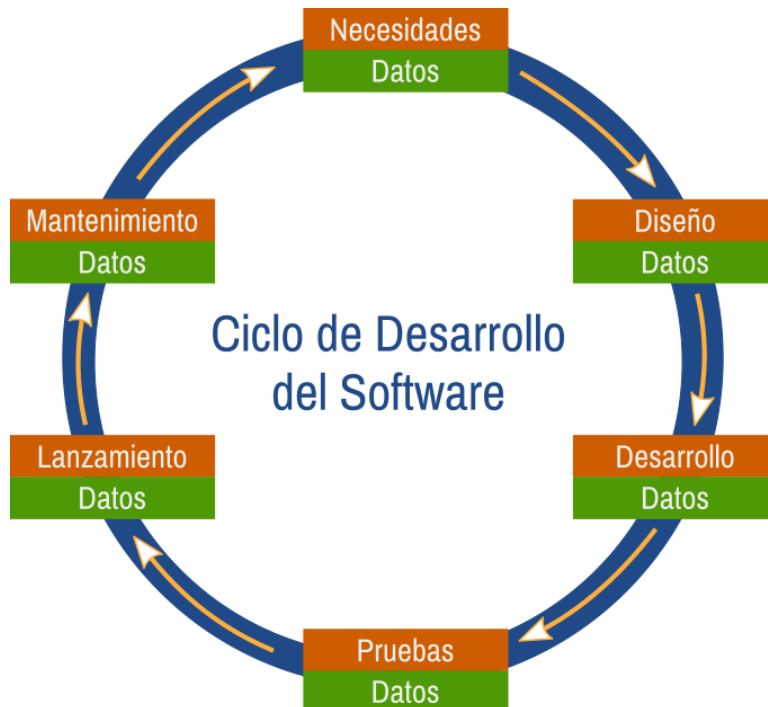 Necesidades
Datos
Diseño
Datos
Desarrollo
Datos
Pruebas
Datos
Lanzamiento
Datos
Mantenimiento
Datos
Ciclo de Desarrollo
del Software